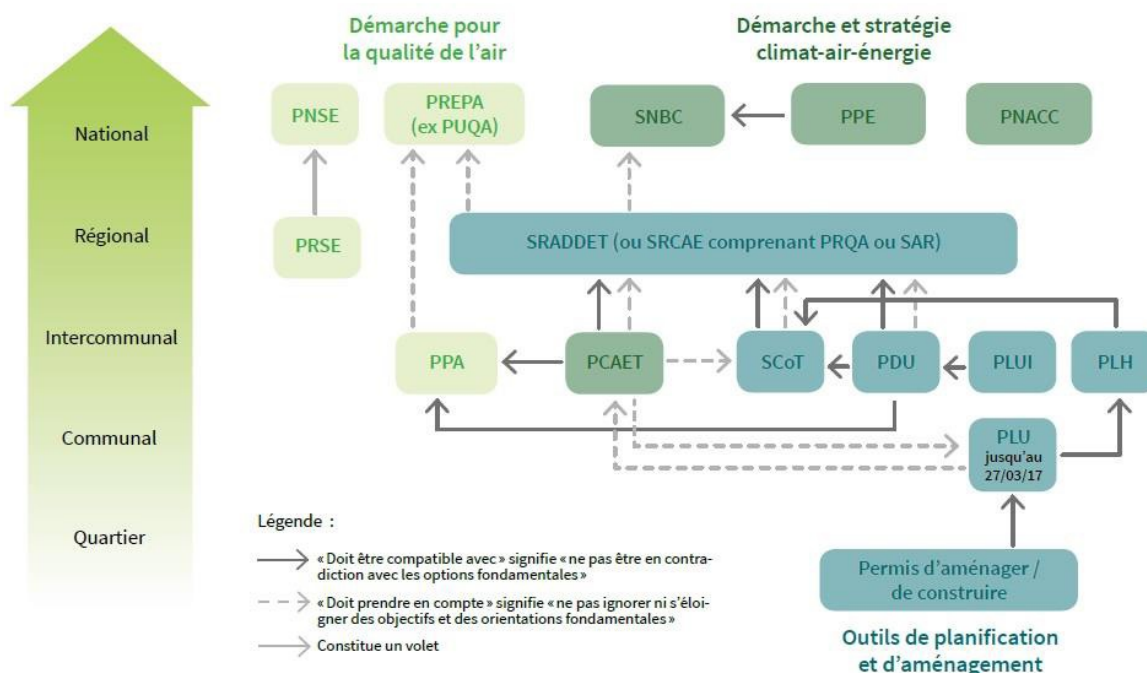 Démarche pour
la qualité de l’air
Démarche et stratégie
climat-air-énergie
National
PNSE
PREPA
(ex PUQA)
SNBC
PPE
PNACC
Régional
PRSE
SRADDET (ou SRCAE comprenant PRQA ou SAR)
Intercommunal
PPA
PCAET
SCoT
PDU
PLUI
PLH
Communal
PLU
jusqu’au
27/03/17
Quartier
Permis d’aménager /
de construire
Outils de planification
et d’aménagement
Légende :
« Doit être compatible avec » signifie « ne pas être en contra-
diction avec les options fondamentales »
« Doit prendre en compte » signifie « ne pas ignorer ni s’éloi-
gner des objectifs et des orientations fondamentales »
Constitue un volet